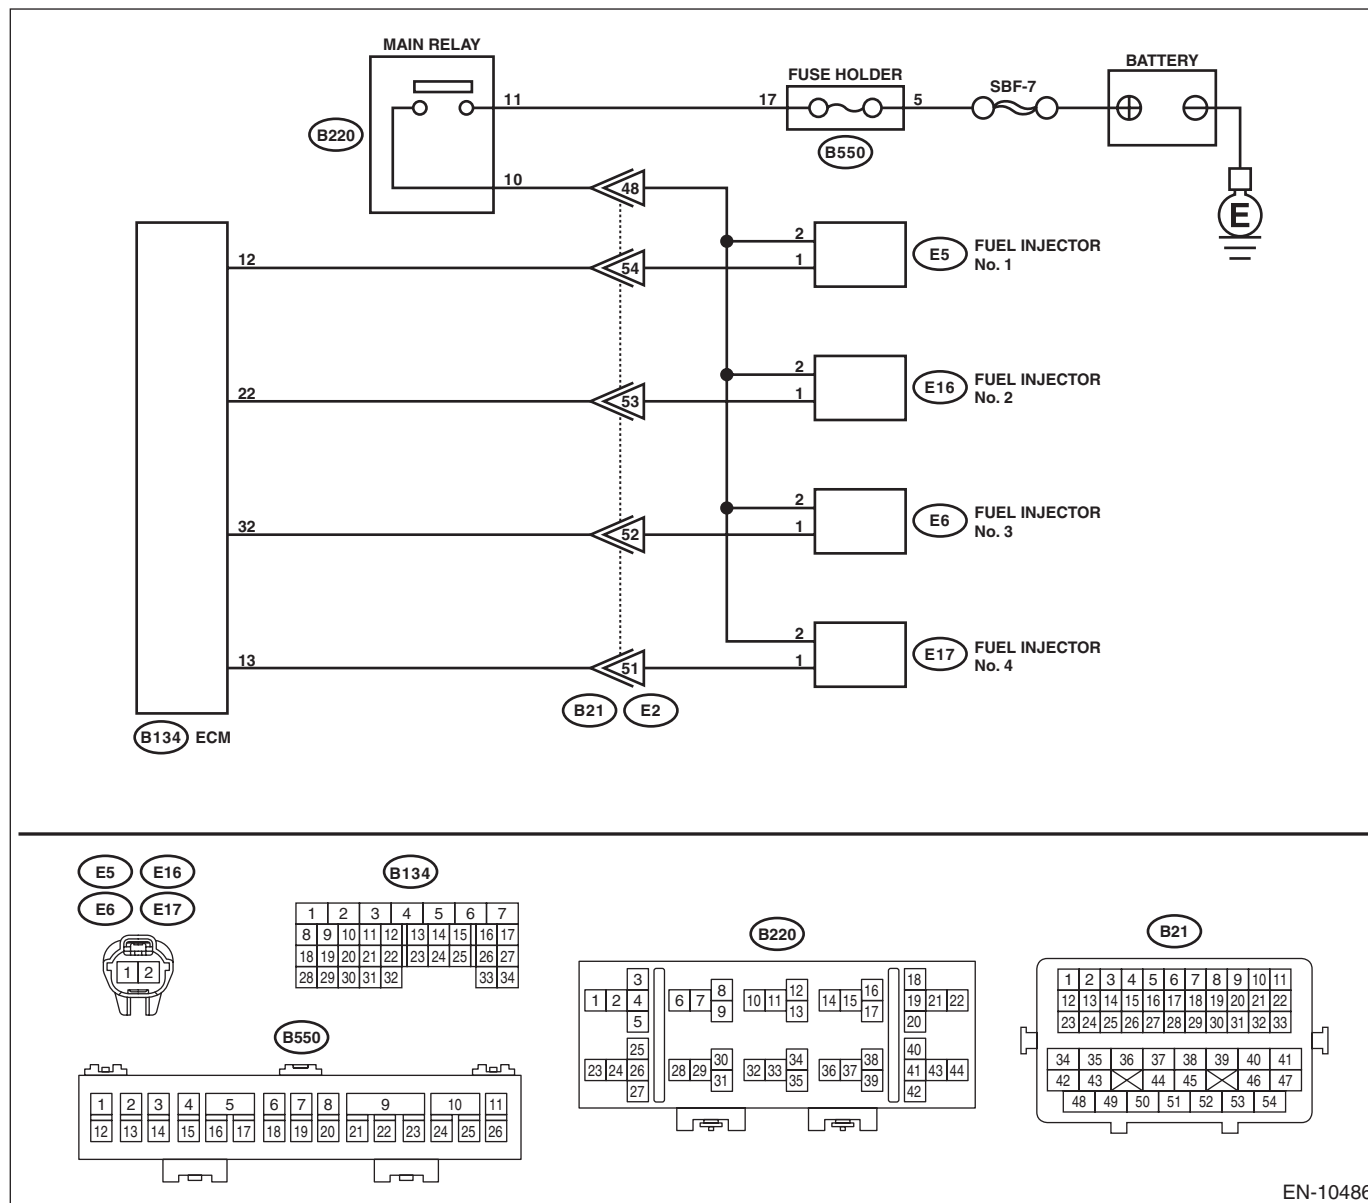 MAIN RELAY
BATTERY
FUSE HOLDER
SBF-7
11
17
5
B220
B550
10
48
E
2
E5
FUEL INJECTOR
No. 1
12
54
1
2
E16
FUEL INJECTOR
No. 2
22
53
1
2
E6
FUEL INJECTOR
No. 3
32
52
1
2
E17
FUEL INJECTOR
No. 4
13
51
1
B21 E2
B134 ECM
E5 E16
E6 E17
1 2
B134
1 2 3 4 5 6 7
8 9 10 11 12 13 14 15 16 17
18 19 20 21 22 23 24 25 26 27
28 29 30 31 32 33 34
B220
3 8 12 16 18
1 2 4 6 7 10 11 14 15 19 21 22
5 9 13 17 20
25 30 34 38 40
23 24 26 28 29 32 33 36 37 41 43 44
27 31 35 39 42
B21
1 2 3 4 5 6 7 8 9 10 11
12 13 14 15 16 17 18 19 20 21 22
23 24 25 26 27 28 29 30 31 32 33
34 35 36 37 38 39 40 41
42 43 44 45 46 47
48 49 50 51 52 53 54
B550
1 2 3 4 5 6 7 8 9 10 11
12 13 14 15 16 17 18 19 20 21 22 23 24 25 26
EN-10486